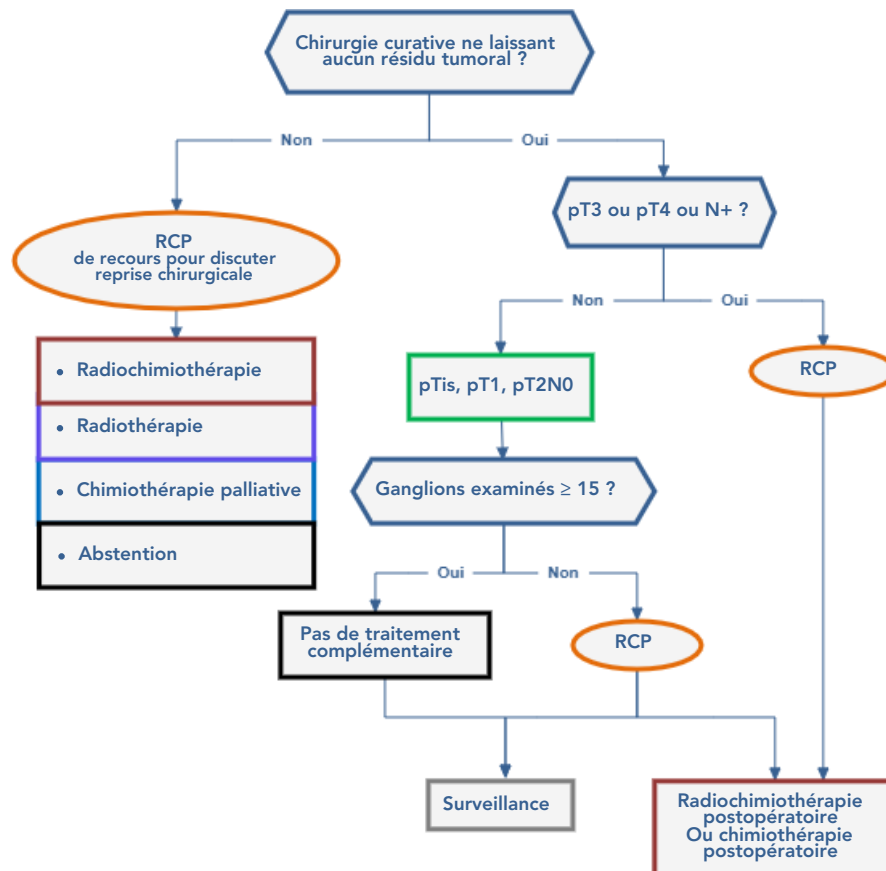 Chirurgie curative ne laissant
aucun résidu tumoral ?
Non
Oui
pT3 ou pT4 ou N+ ?
RCP
de recours pour discuter
reprise chirurgicale
Non
Oui
• Radiochimiothérapie
• Radiothérapie
• Chimiothérapie palliative
• Abstention
pTis, pT1, pT2N0
RCP
Ganglions examinés ≥ 15 ?
Oui
Non
Pas de traitement
complémentaire
RCP
Surveillance
Radiochimiothérapie
postopératoire
Ou chimiothérapie
postopératoire